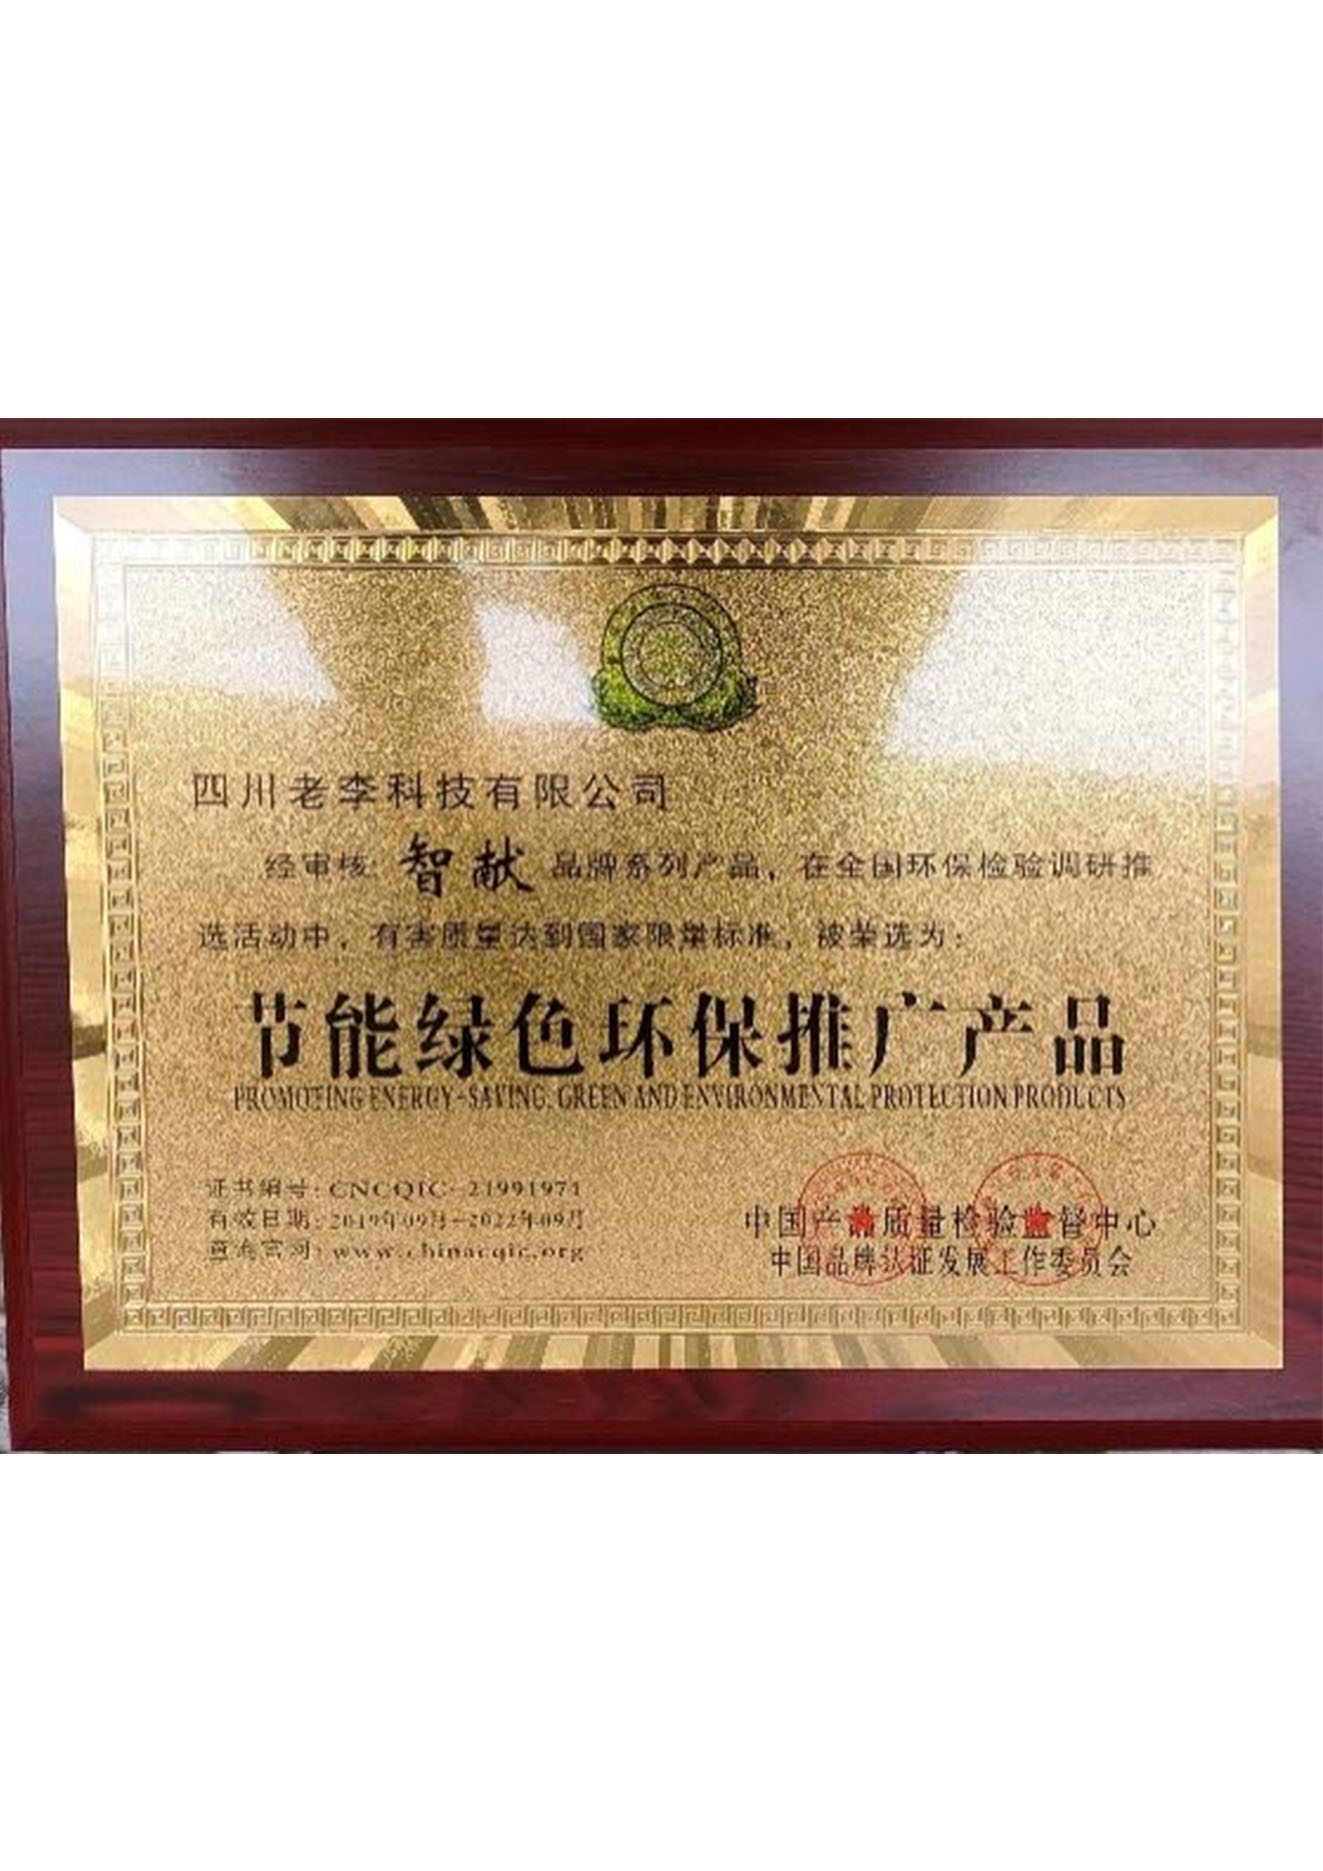 四川老李科技有限公司
经审核: 智献 品牌系列产品，在全国环保检验调研推
选活动中，有害质量达到国家限量标准，被荣选为：
节能绿色环保推广产品
PROMOTING ENERGY-SAVING, GREEN AND ENVIRONMENTAL PROTECTION PRODUCTS
证书编号: CNCQIC-21991971
有效日期: 2019年09月-2022年09月
查询官网: www.chinacqic.org
中国产品质量检验监督中心
中国品牌认证发展工作委员会